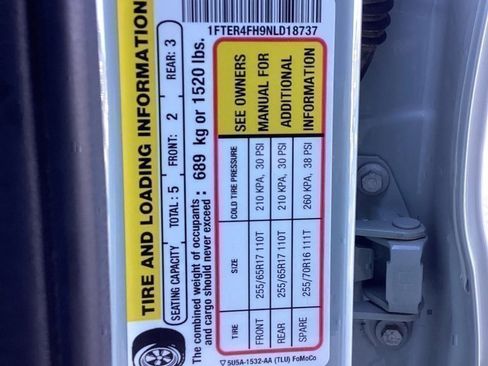 1FTER4FH9NLD18737
TIRE AND LOADING INFORMATION
SEATING CAPACITY TOTAL: 5 FRONT: 2 REAR: 3
The combined weight of occupants
and cargo should never exceed : 689 kg or 1520 lbs.
TIRE SIZE COLD TIRE PRESSURE SEE OWNERS
FRONT 255/65R17 110T 210 KPA, 30 PSI MANUAL FOR
REAR 255/65R17 110T 210 KPA, 30 PSI ADDITIONAL
SPARE 255/70R16 111T 260 KPA, 38 PSI INFORMATION
5U5A-1532-AA (TLU) FoMoCo